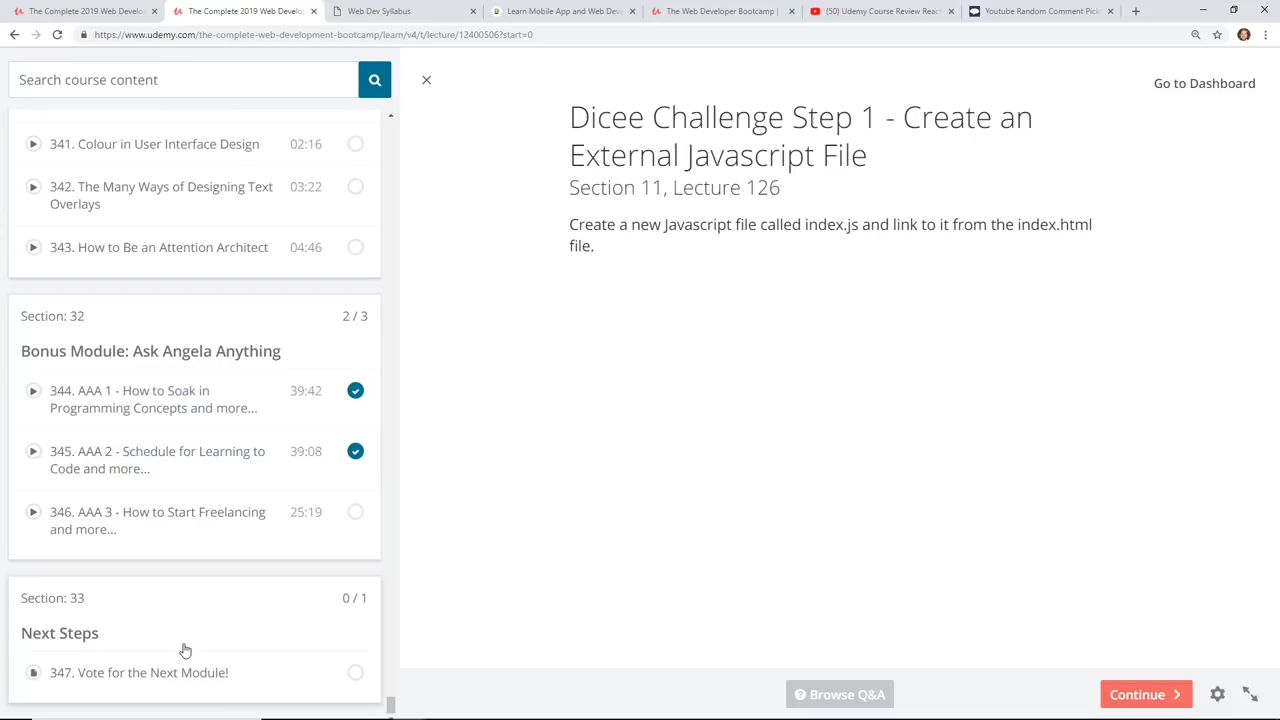 The Complete 2019 Web Develo
The Complete 2019 Web Develo
Web Dev Syllabus
Learn Mobile App and Web Dev
The Web Developer Bootcamp |
(50) Udemy Course Review Reac
Youtube Random Comment Pick
https://www.udemy.com/the-complete-web-development-bootcamp/learn/v4/t/lecture/12400506?start=0
Search course content
Go to Dashboard
341. Colour in User Interface Design 02:16
342. The Many Ways of Designing Text 03:22
Overlays
343. How to Be an Attention Architect 04:46
Section: 32 2 / 3
Bonus Module: Ask Angela Anything
344. AAA 1 - How to Soak in 39:42
Programming Concepts and more...
345. AAA 2 - Schedule for Learning to 39:08
Code and more...
346. AAA 3 - How to Start Freelancing 25:19
and more...
Section: 33 0 / 1
Next Steps
347. Vote for the Next Module!
Dicee Challenge Step 1 - Create an
External Javascript File
Section 11, Lecture 126
Create a new Javascript file called index.js and link to it from the index.html
file.
Browse Q&A
Continue